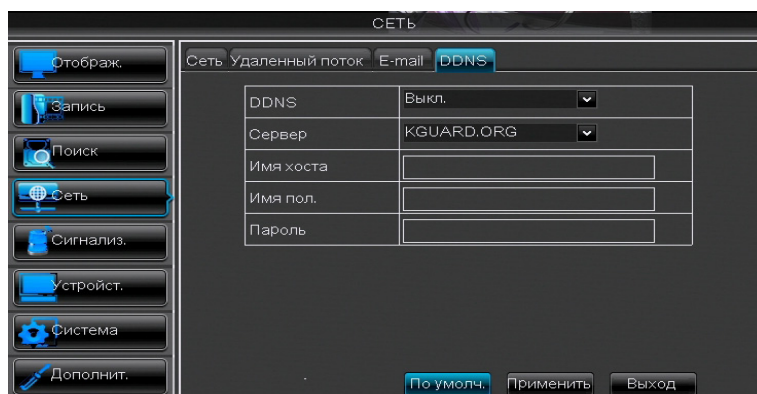 СЕТЬ
Отображ.
Запись
Поиск
Сеть
Сигнализ.
Устройст.
Система
Дополнит.
Сеть Удаленный поток E-mail DDNS
DDNS Выкл.
Сервер KGUARD.ORG
Имя хоста
Имя пол.
Пароль
По умолч. Применить Выход